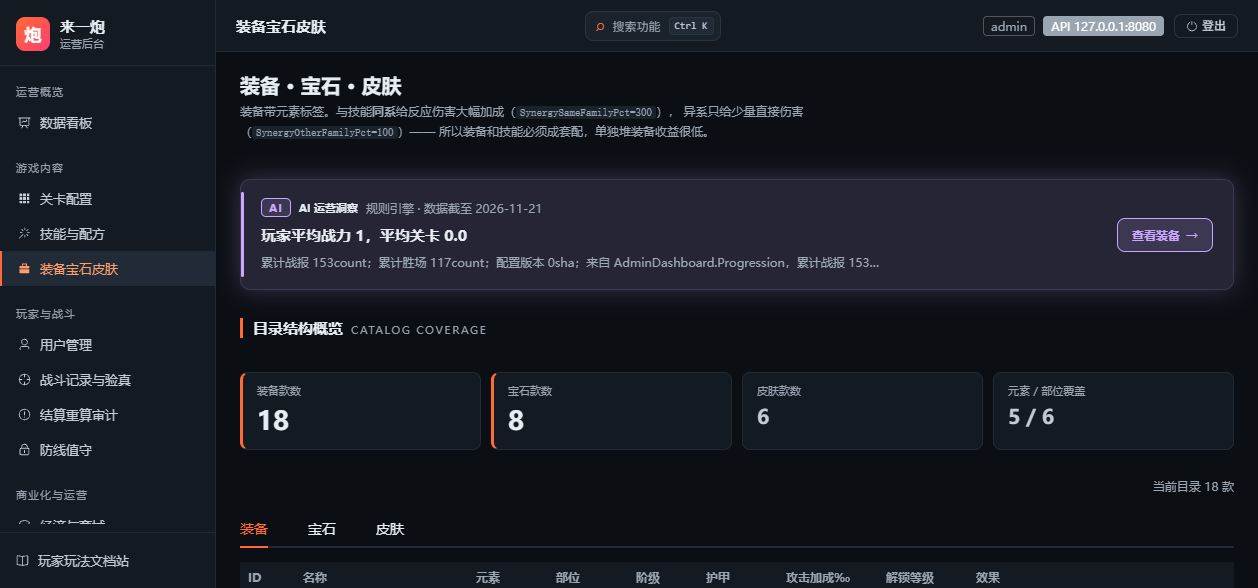 炮
来一炮
运营后台
装备宝石皮肤
搜索功能 Ctrl K
admin
API 127.0.0.1:8080
登出
运营概览
数据看板
游戏内容
关卡配置
技能与配方
装备宝石皮肤
玩家与战斗
用户管理
战斗记录与验真
结算重算审计
防线值守
商业化与运营
玩家玩法文档站
装备・宝石・皮肤
装备带元素标签。与技能同系给反应伤害大幅加成（ SynergySameFamilyPct=300 ），异系只给少量直接伤害
（ SynergyOtherFamilyPct=100 ）—— 所以装备和技能必须成套配，单独堆装备收益很低。
AI AI 运营洞察 规则引擎 · 数据截至 2026-11-21
玩家平均战力 1，平均关卡 0.0
累计战报 153count；累计胜场 117count；配置版本 0sha；来自 AdminDashboard.Progression，累计战报 153...
查看装备 →
目录结构概览 CATALOG COVERAGE
装备款数
18
宝石款数
8
皮肤款数
6
元素 / 部位覆盖
5 / 6
当前目录 18 款
装备 宝石 皮肤
ID 名称 元素 部位 阶级 护甲 攻击加成‰ 解锁等级 效果